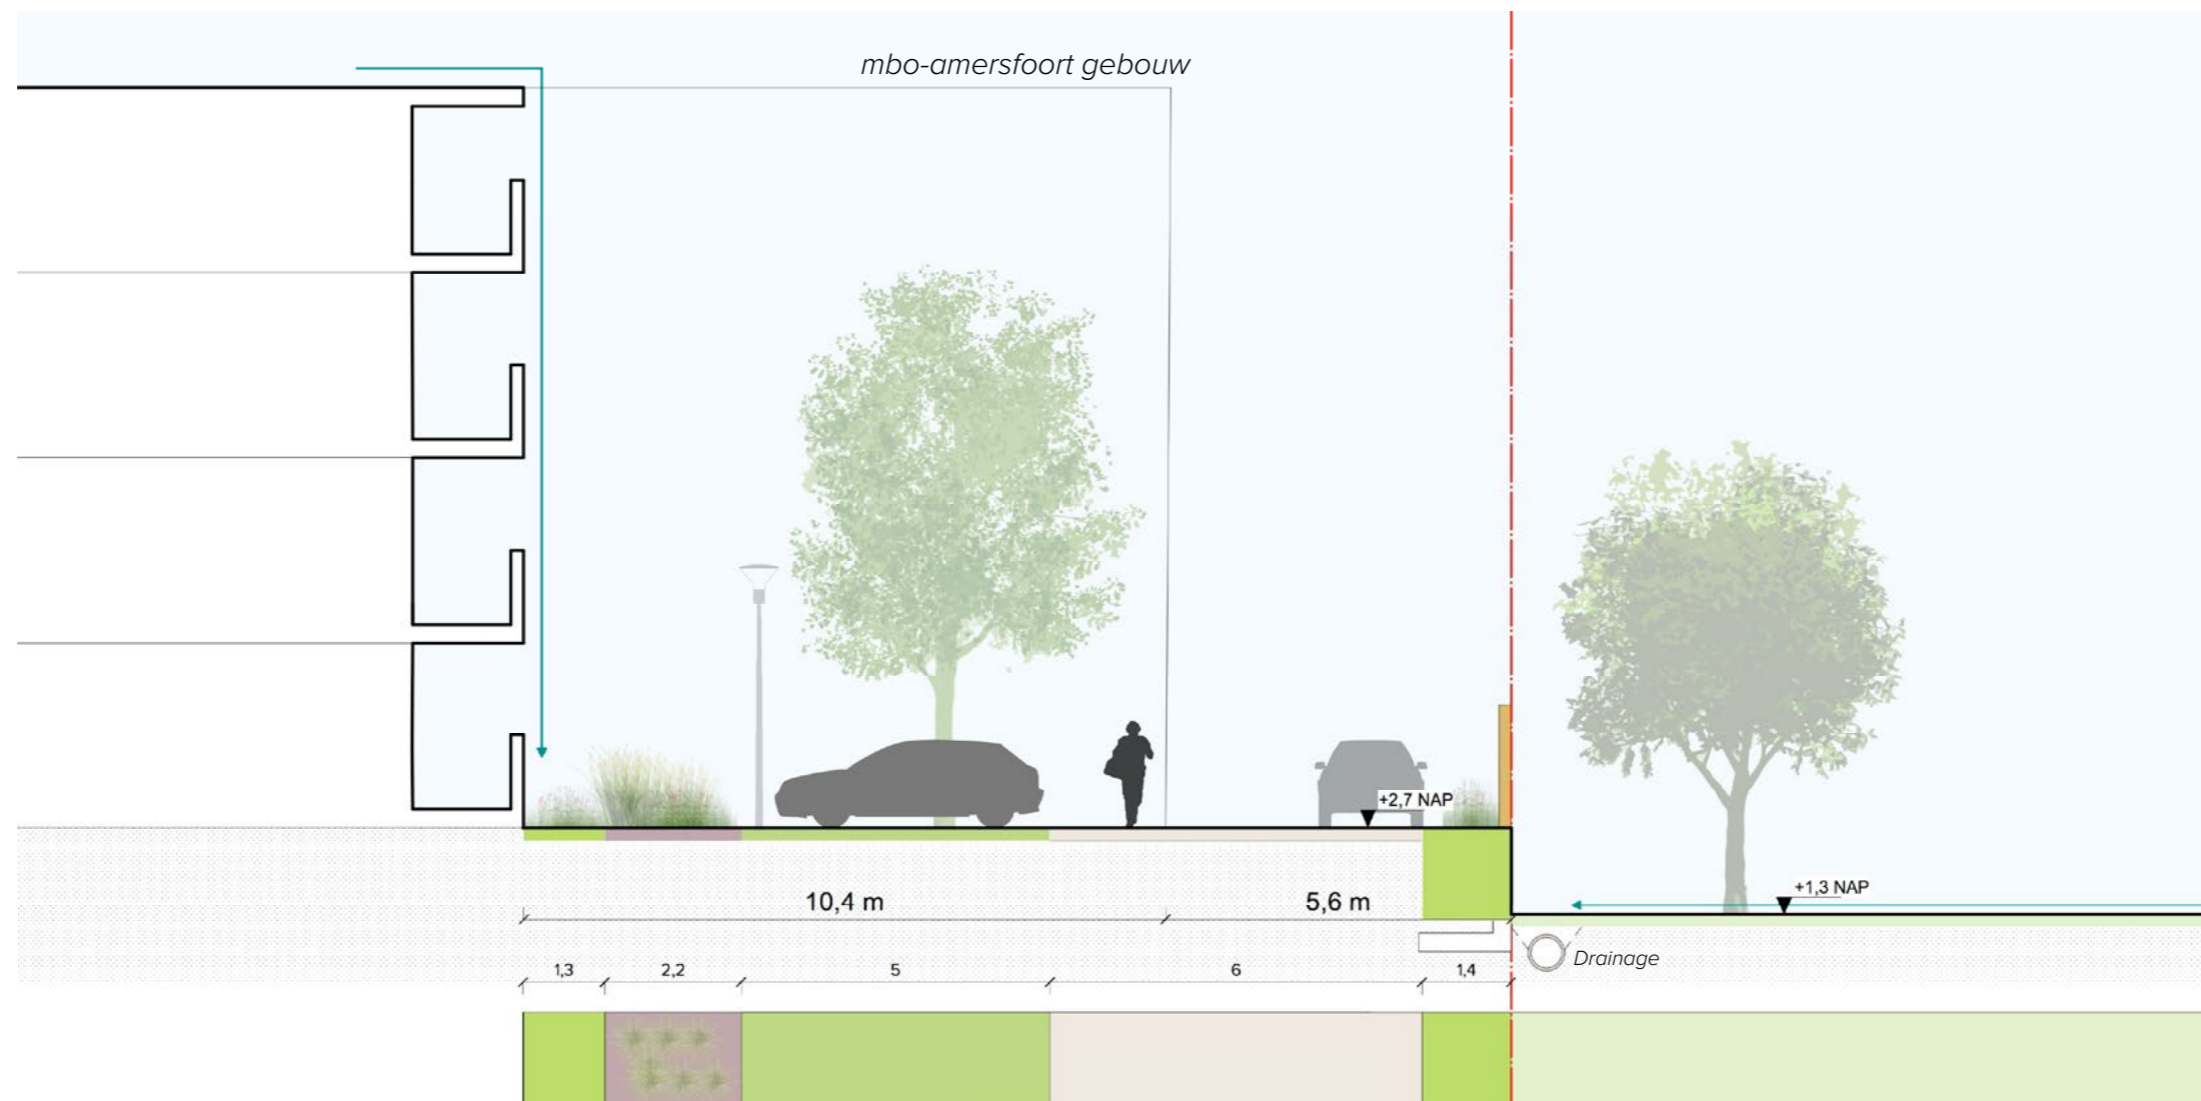 mbo-amersfoort gebouw
+2,7 NAP
+1,3 NAP
10,4 m
5,6 m
Drainage
1,3
2,2
5
6
1,4